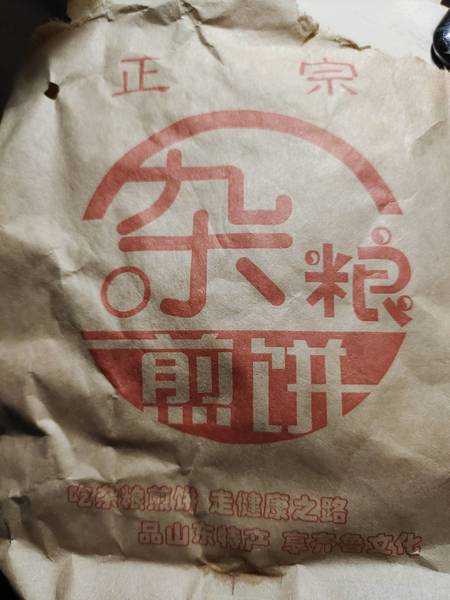 正宗
杂粮
煎饼
吃杂粮煎饼 走健康之路
品山东特产 享齐鲁文化